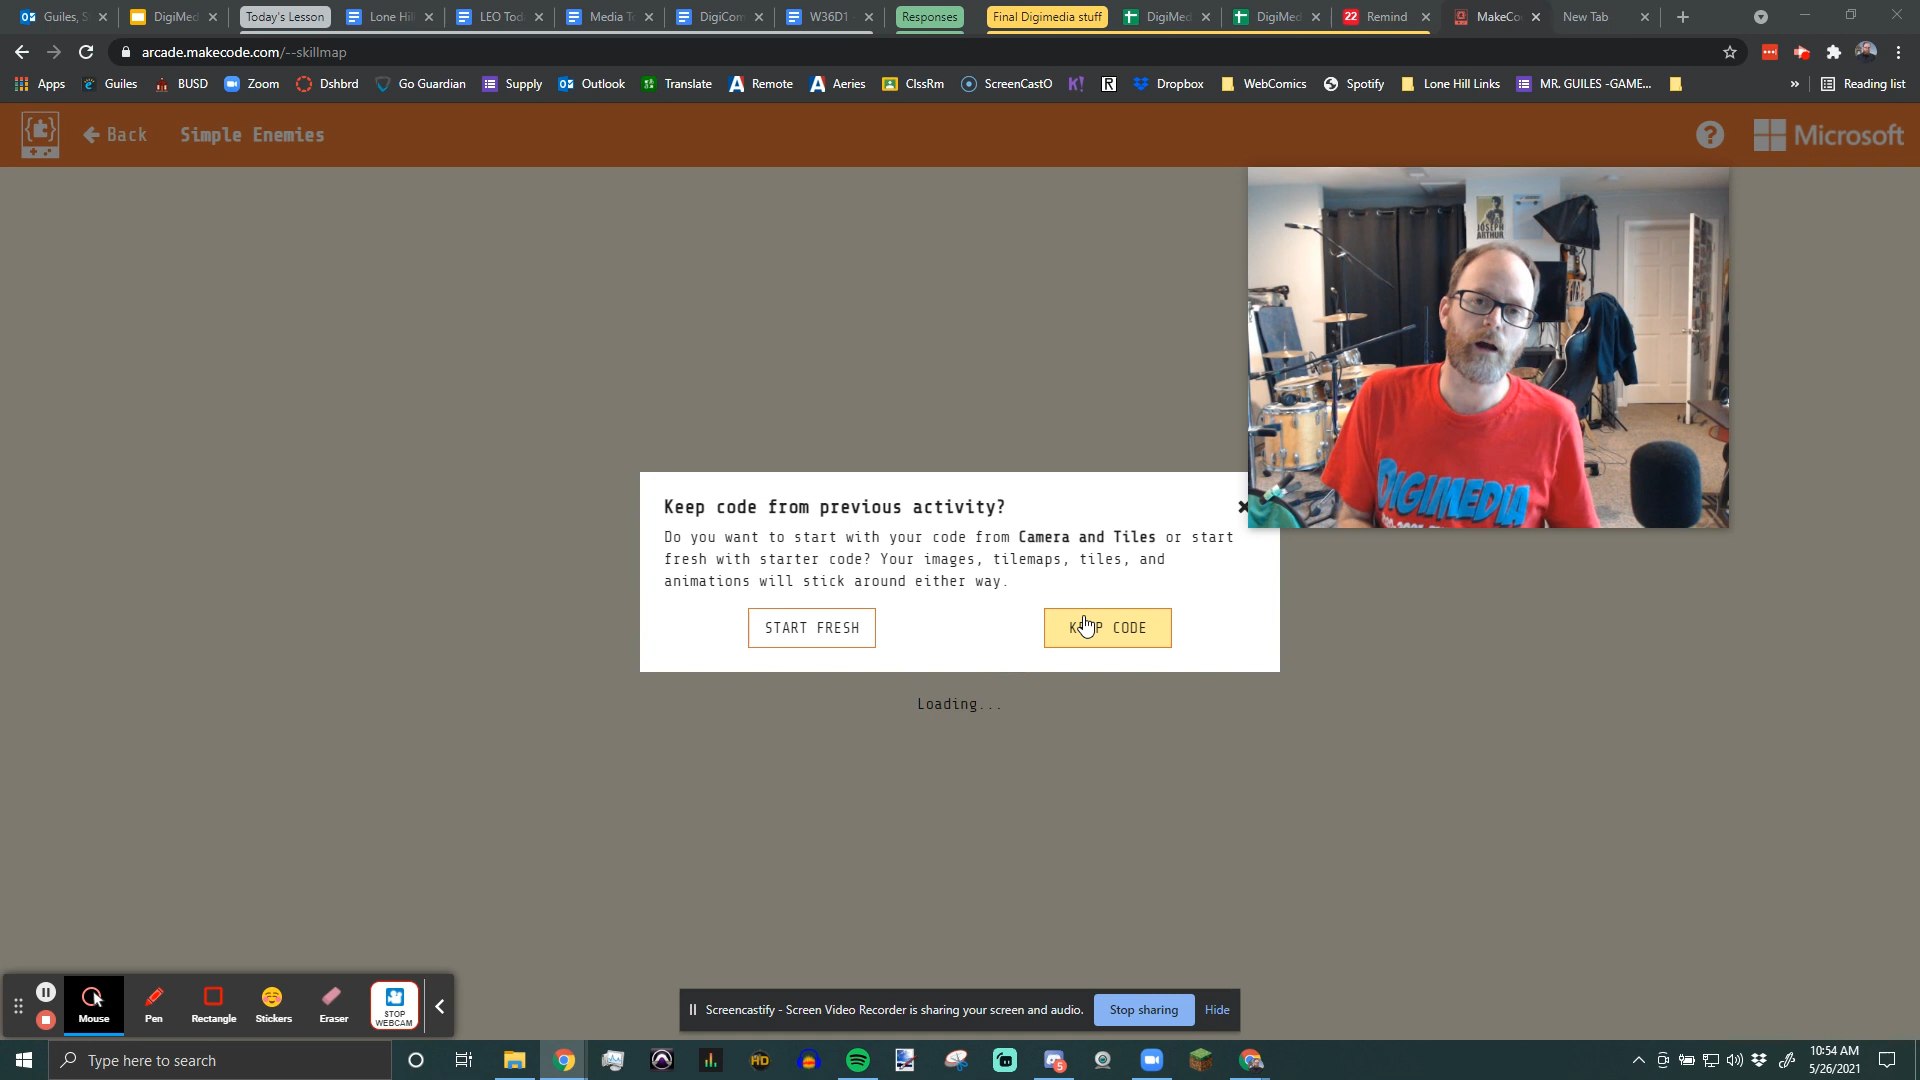 Guiles, S
DigiMed
Today's Lesson
Lone Hil
LEO Tod
Media To
DigiCom
W36D1
Responses
Final Digimedia stuff
DigiMed
DigiMed
22 Remind
MakeCo
New Tab
arcade.makecode.com/--skillmap
Apps
Guiles
BUSD
Zoom
Dshbrd
Go Guardian
Supply
Outlook
Translate
Remote
Aeries
ClssRm
ScreenCastO
K!
R
Dropbox
WebComics
Spotify
Lone Hill Links
MR. GUILES -GAME...
»
Reading list
Back
Simple Enemies
?
Microsoft
JOSEPH
ARTHUR
DIGIMEDIA
Keep code from previous activity?
Do you want to start with your code from Camera and Tiles or start
fresh with starter code? Your images, tilemaps, tiles, and
animations will stick around either way.
START FRESH
CODE
Loading...
Mouse
Pen
Rectangle
Stickers
Eraser
STOP
WEBCAM
Screencastify - Screen Video Recorder is sharing your screen and audio.
Stop sharing
Hide
Type here to search
HD
5
10:54 AM
5/26/2021